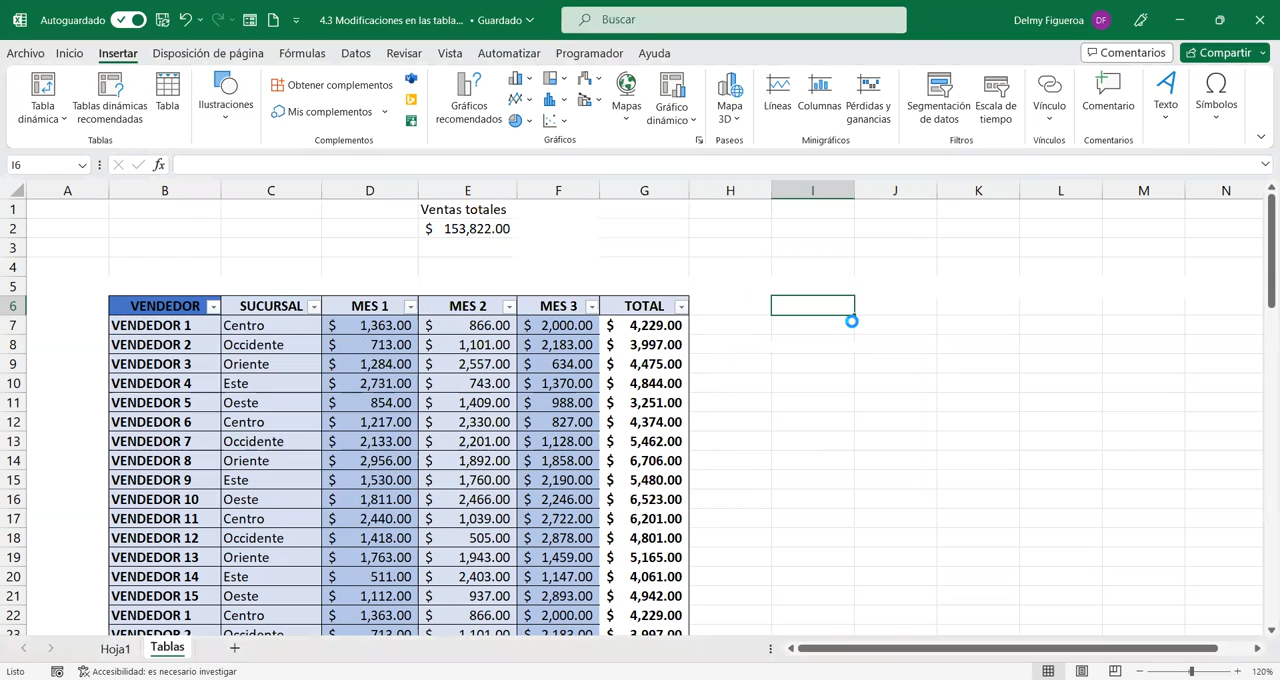 Autoguardado
4.3 Modificaciones en las tabla... • Guardado
Buscar
Delmy Figueroa
DF
Archivo Inicio Insertar Disposición de página Fórmulas Datos Revisar Vista Automatizar Programador Ayuda
Comentarios
Compartir
Tabla dinámica
Tablas dinámicas recomendadas
Tabla
Tablas
Ilustraciones
Obtener complementos
Mis complementos
Complementos
Gráficos recomendados
Mapas
Gráfico dinámico
Gráficos
Mapa 3D
Paseos
Líneas
Columnas
Pérdidas y ganancias
Minigráficos
Segmentación de datos
Escala de tiempo
Filtros
Vínculo
Vínculos
Comentario
Comentarios
Texto
Símbolos
I6
fx
A B C D E F G H I J K L M N
1 Ventas totales
2 $ 153,822.00
3
4
5
6 VENDEDOR SUCURSAL MES 1 MES 2 MES 3 TOTAL
7 VENDEDOR 1 Centro $ 1,363.00 $ 866.00 $ 2,000.00 $ 4,229.00
8 VENDEDOR 2 Occidente $ 713.00 $ 1,101.00 $ 2,183.00 $ 3,997.00
9 VENDEDOR 3 Oriente $ 1,284.00 $ 2,557.00 $ 634.00 $ 4,475.00
10 VENDEDOR 4 Este $ 2,731.00 $ 743.00 $ 1,370.00 $ 4,844.00
11 VENDEDOR 5 Oeste $ 854.00 $ 1,409.00 $ 988.00 $ 3,251.00
12 VENDEDOR 6 Centro $ 1,217.00 $ 2,330.00 $ 827.00 $ 4,374.00
13 VENDEDOR 7 Occidente $ 2,133.00 $ 2,201.00 $ 1,128.00 $ 5,462.00
14 VENDEDOR 8 Oriente $ 2,956.00 $ 1,892.00 $ 1,858.00 $ 6,706.00
15 VENDEDOR 9 Este $ 1,530.00 $ 1,760.00 $ 2,190.00 $ 5,480.00
16 VENDEDOR 10 Oeste $ 1,811.00 $ 2,466.00 $ 2,246.00 $ 6,523.00
17 VENDEDOR 11 Centro $ 2,440.00 $ 1,039.00 $ 2,722.00 $ 6,201.00
18 VENDEDOR 12 Occidente $ 1,418.00 $ 505.00 $ 2,878.00 $ 4,801.00
19 VENDEDOR 13 Oriente $ 1,763.00 $ 1,943.00 $ 1,459.00 $ 5,165.00
20 VENDEDOR 14 Este $ 511.00 $ 2,403.00 $ 1,147.00 $ 4,061.00
21 VENDEDOR 15 Oeste $ 1,112.00 $ 937.00 $ 2,893.00 $ 4,942.00
22 VENDEDOR 1 Centro $ 1,363.00 $ 866.00 $ 2,000.00 $ 4,229.00
23 VENDEDOR 2 Occidente $ 713.00 $ 1,101.00 $ 2,183.00 $ 3,997.00
Hoja1 Tablas
Listo
Accesibilidad: es necesario investigar
120%